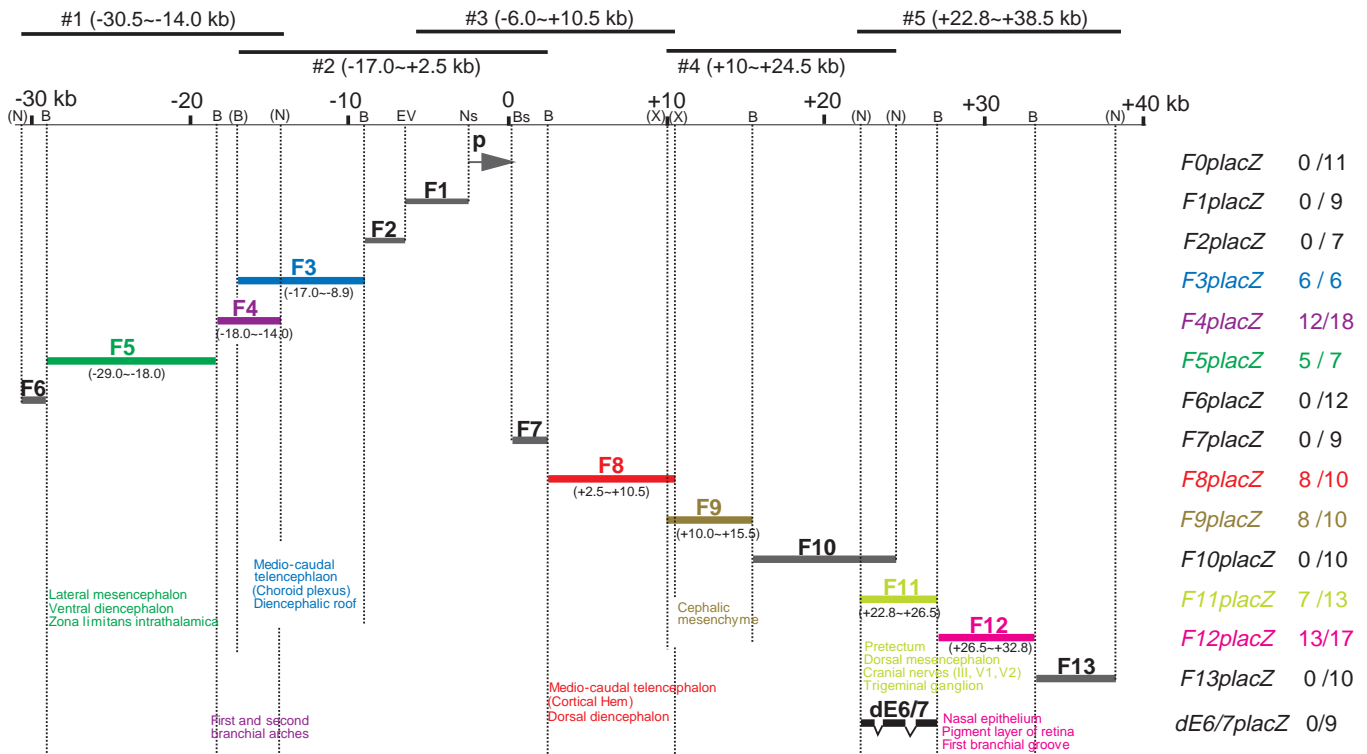 #1 (-30.5~-14.0 kb)
#3 (-6.0~+10.5 kb)
#5 (+22.8~+38.5 kb)
#2 (-17.0~+2.5 kb)
#4 (+10~+24.5 kb)
-30 kb -20 -10 0 +10 +20 +30 +40 kb
(N) B B (B) (N) B EV Ns Bs B (X) (X) B (N) (N) B B (N)
p
F0placZ 0 /11
F1
F1placZ 0 / 9
F2
F2placZ 0 / 7
F3
(-17.0~-8.9)
F3placZ 6 / 6
F4
(-18.0~-14.0)
F4placZ 12/18
F5
(-29.0~-18.0)
F5placZ 5 / 7
F6
F6placZ 0 /12
F7
F7placZ 0 / 9
F8
(+2.5~+10.5)
F8placZ 8 /10
F9
(+10.0~+15.5)
F9placZ 8 /10
F10
F10placZ 0 /10
F11
(+22.8~+26.5)
F11placZ 7 /13
F12
(+26.5~+32.8)
F12placZ 13/17
F13
F13placZ 0 /10
dE6/7
dE6/7placZ 0/9
Lateral mesencephalon
Ventral diencephalon
Zona limitans intrathalamica
Medio-caudal
telencephlaon
(Choroid plexus)
Diencephalic roof
First and second
branchial arches
Medio-caudal telencephalon
(Cortical Hem)
Dorsal diencephalon
Cephalic
mesenchyme
Pretectum
Dorsal mesencephalon
Cranial nerves (III, V1, V2)
Trigeminal ganglion
Nasal epithelium
Pigment layer of retina
First branchial groove